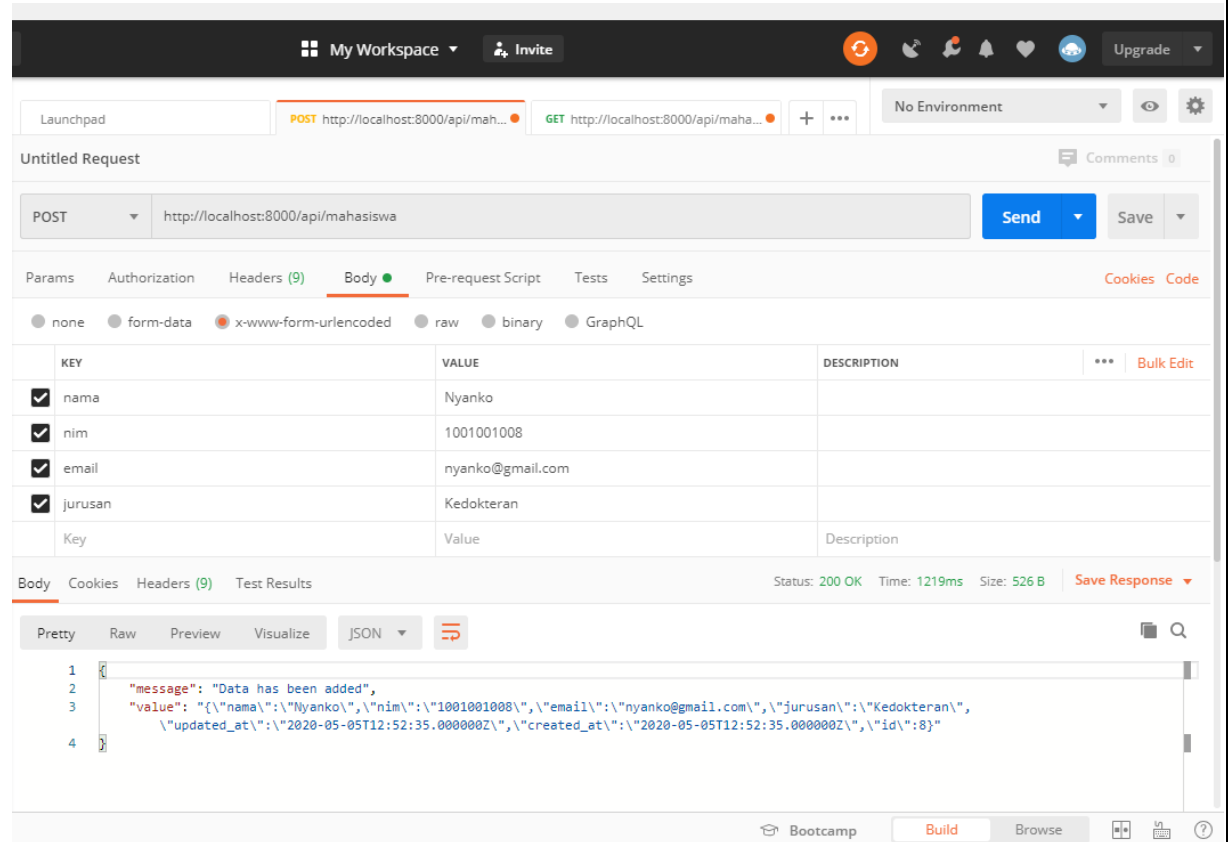 My Workspace Invite Upgrade
Launchpad POST http://localhost:8000/api/mah... GET http://localhost:8000/api/maha... + ••• No Environment
Untitled Request Comments 0
POST http://localhost:8000/api/mahasiswa Send Save
Params Authorization Headers (9) Body Pre-request Script Tests Settings Cookies Code
none form-data x-www-form-urlencoded raw binary GraphQL
KEY VALUE DESCRIPTION ••• Bulk Edit
nama Nyanko
nim 1001001008
email nyanko@gmail.com
jurusan Kedokteran
Key Value Description
Body Cookies Headers (9) Test Results Status: 200 OK Time: 1219ms Size: 526 B Save Response
Pretty Raw Preview Visualize JSON
1 {
2 "message": "Data has been added",
3 "value": "{\"nama\":\"Nyanko\",\"nim\":\"1001001008\",\"email\":\"nyanko@gmail.com\",\"jurusan\":\"Kedokteran\",
\"updated_at\":\"2020-05-05T12:52:35.000000Z\",\"created_at\":\"2020-05-05T12:52:35.000000Z\",\"id\":8}"
4 }
Bootcamp Build Browse ?